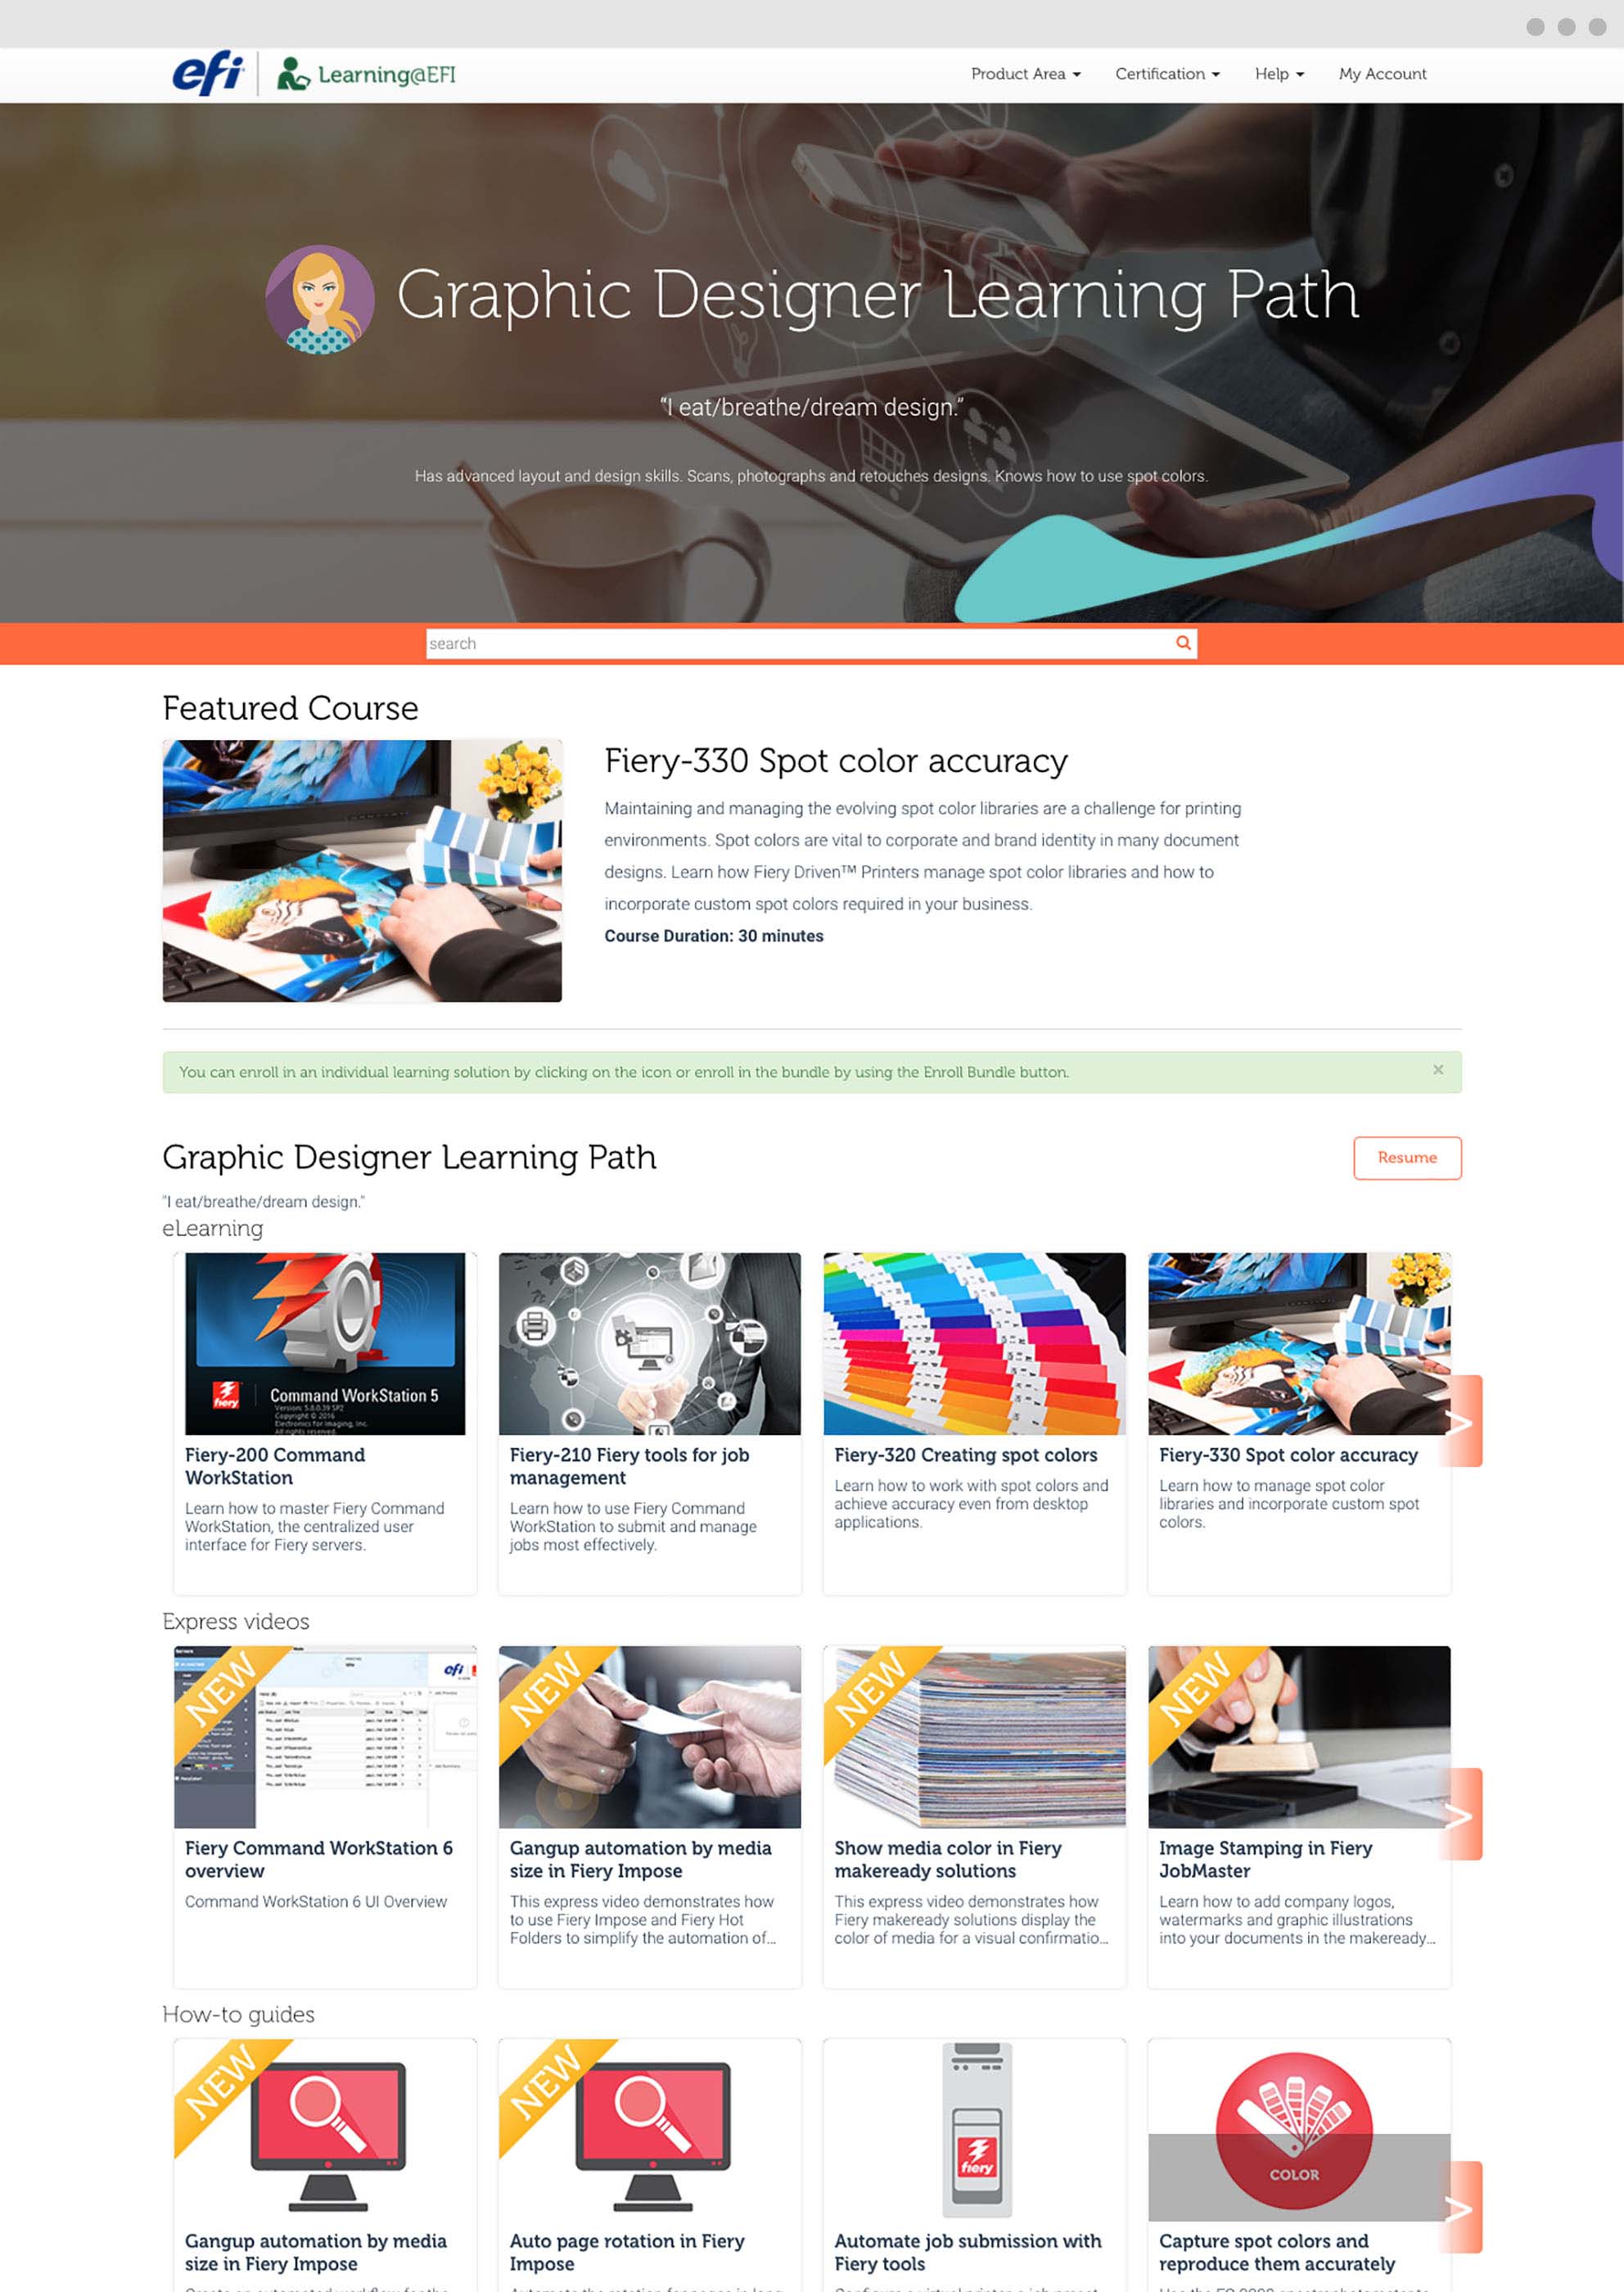 efi
Learning@EFI
Product Area
Certification
Help
My Account
Graphic Designer Learning Path
“I eat/breathe/dream design.”
Has advanced layout and design skills. Scans, photographs and retouches designs. Knows how to use spot colors.
search
Featured Course
Fiery-330 Spot color accuracy
Maintaining and managing the evolving spot color libraries are a challenge for printing
environments. Spot colors are vital to corporate and brand identity in many document
designs. Learn how Fiery Driven™ Printers manage spot color libraries and how to
incorporate custom spot colors required in your business.
Course Duration: 30 minutes
You can enroll in an individual learning solution by clicking on the icon or enroll in the bundle by using the Enroll Bundle button.
×
Graphic Designer Learning Path
Resume
"I eat/breathe/dream design."
eLearning
fiery
Command WorkStation 5
Version: 5.8.0.39 SP2
Copyright © 2016
Electronics for Imaging, Inc.
All rights reserved.
Fiery-200 Command
WorkStation
Learn how to master Fiery Command
WorkStation, the centralized user
interface for Fiery servers.
Fiery-210 Fiery tools for job
management
Learn how to use Fiery Command
WorkStation to submit and manage
jobs most effectively.
Fiery-320 Creating spot colors
Learn how to work with spot colors and
achieve accuracy even from desktop
applications.
Fiery-330 Spot color accuracy
Learn how to manage spot color
libraries and incorporate custom spot
colors.
>
Express videos
NEW
efi
Fiery Command WorkStation 6
overview
Command WorkStation 6 UI Overview
NEW
Gangup automation by media
size in Fiery Impose
This express video demonstrates how
to use Fiery Impose and Fiery Hot
Folders to simplify the automation of...
NEW
Show media color in Fiery
makeready solutions
This express video demonstrates how
Fiery makeready solutions display the
color of media for a visual confirmatio...
NEW
Image Stamping in Fiery
JobMaster
Learn how to add company logos,
watermarks and graphic illustrations
into your documents in the makeready...
>
How-to guides
NEW
Gangup automation by media
size in Fiery Impose
NEW
Auto page rotation in Fiery
Impose
fiery
Automate job submission with
Fiery tools
COLOR
Capture spot colors and
reproduce them accurately
>